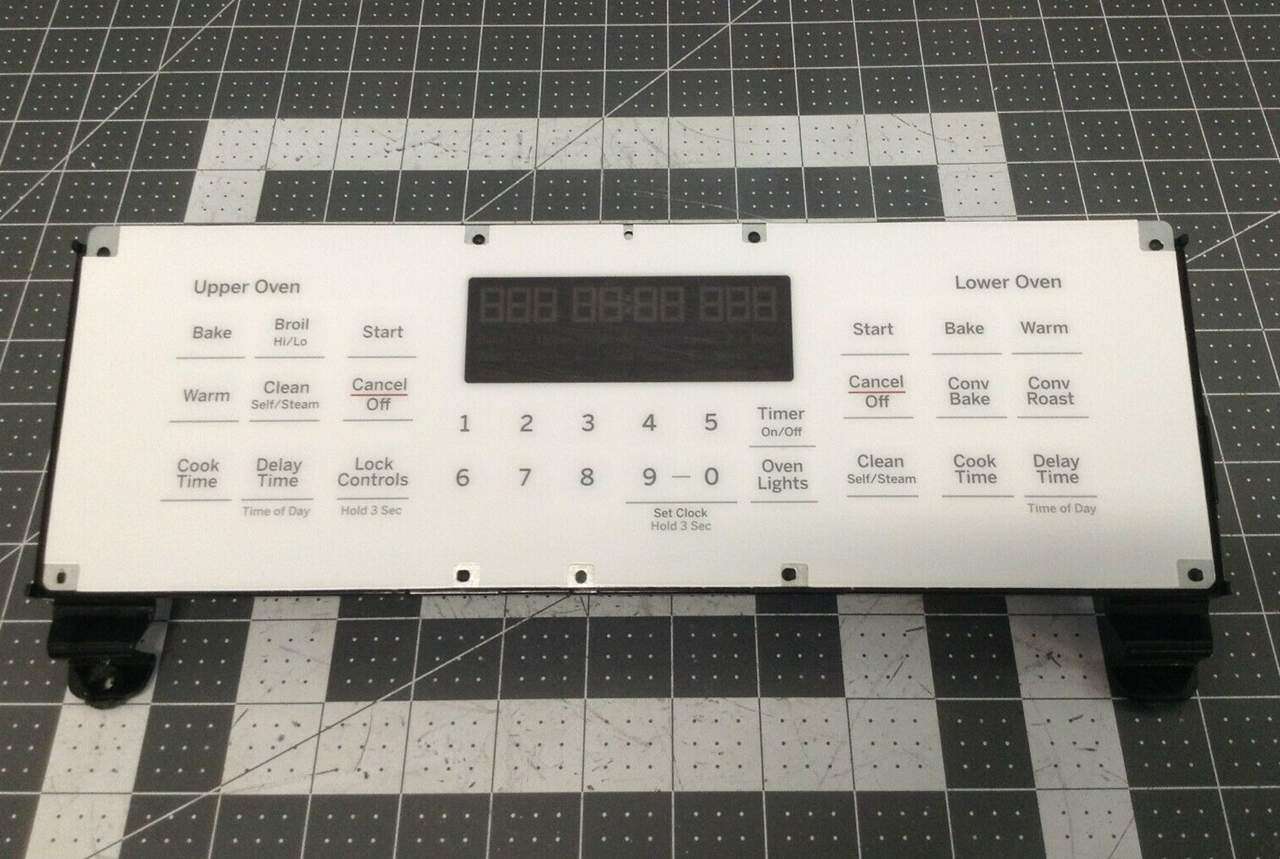 Upper Oven
Bake
Broil
Hi/Lo
Start
Warm
Clean
Self/Steam
Cancel
Off
Cook
Time
Delay
Time
Time of Day
Lock
Controls
Hold 3 Sec
1 2 3 4 5
Timer
On/Off
6 7 8 9 — 0
Oven
Lights
Set Clock
Hold 3 Sec
Lower Oven
Start
Bake
Warm
Cancel
Off
Conv
Bake
Conv
Roast
Clean
Self/Steam
Cook
Time
Delay
Time
Time of Day